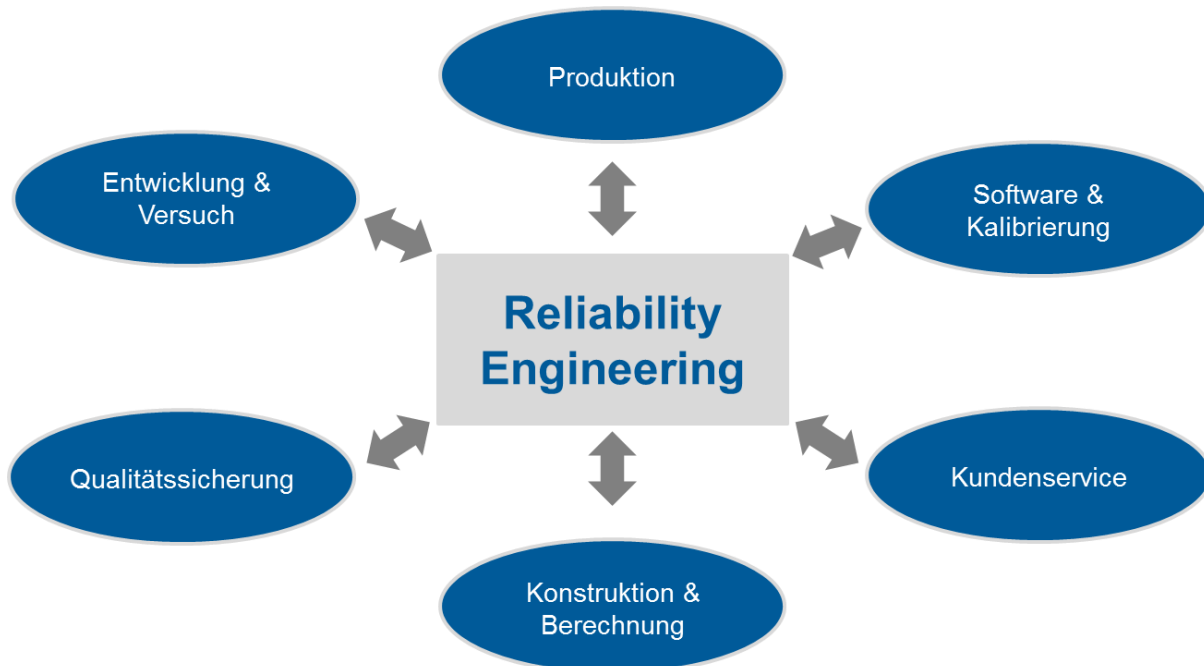 Produktion
Entwicklung &
Versuch
Software &
Kalibrierung
Reliability
Engineering
Qualitätssicherung
Kundenservice
Konstruktion &
Berechnung